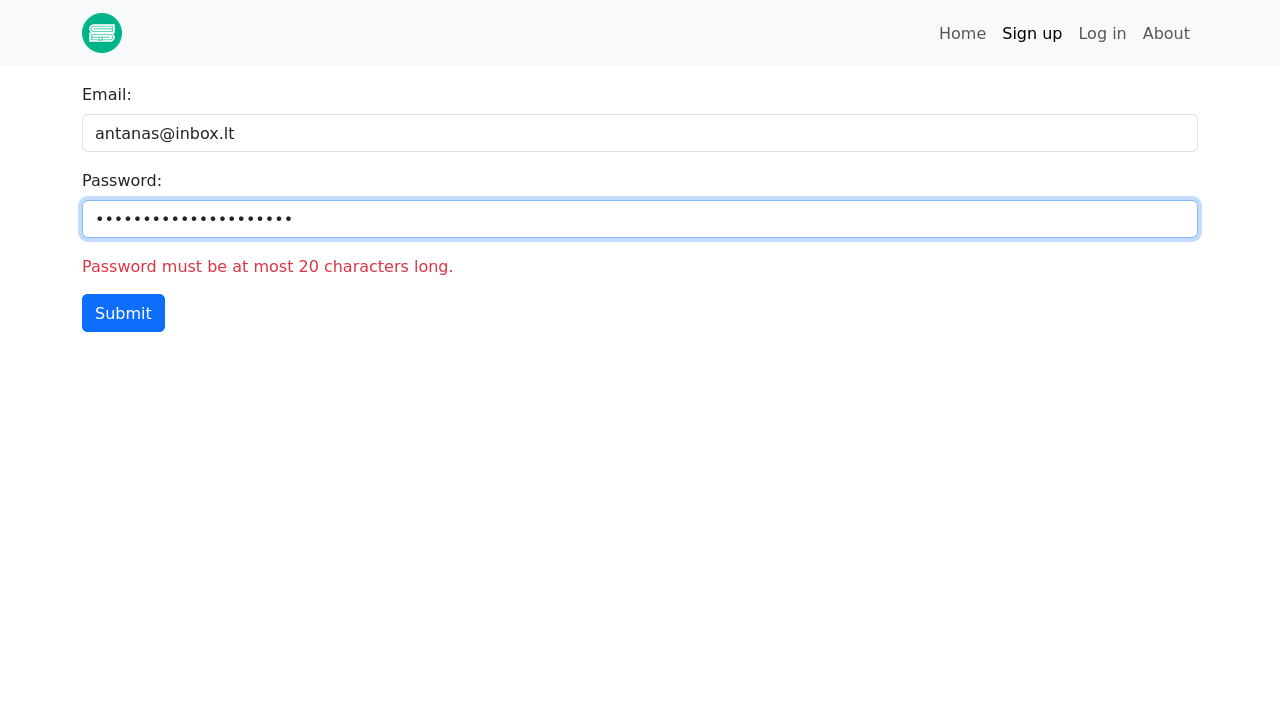 Home Sign up Log in About
Email:
antanas@inbox.lt
Password:
•••••••••••••••••••••
Password must be at most 20 characters long.
Submit